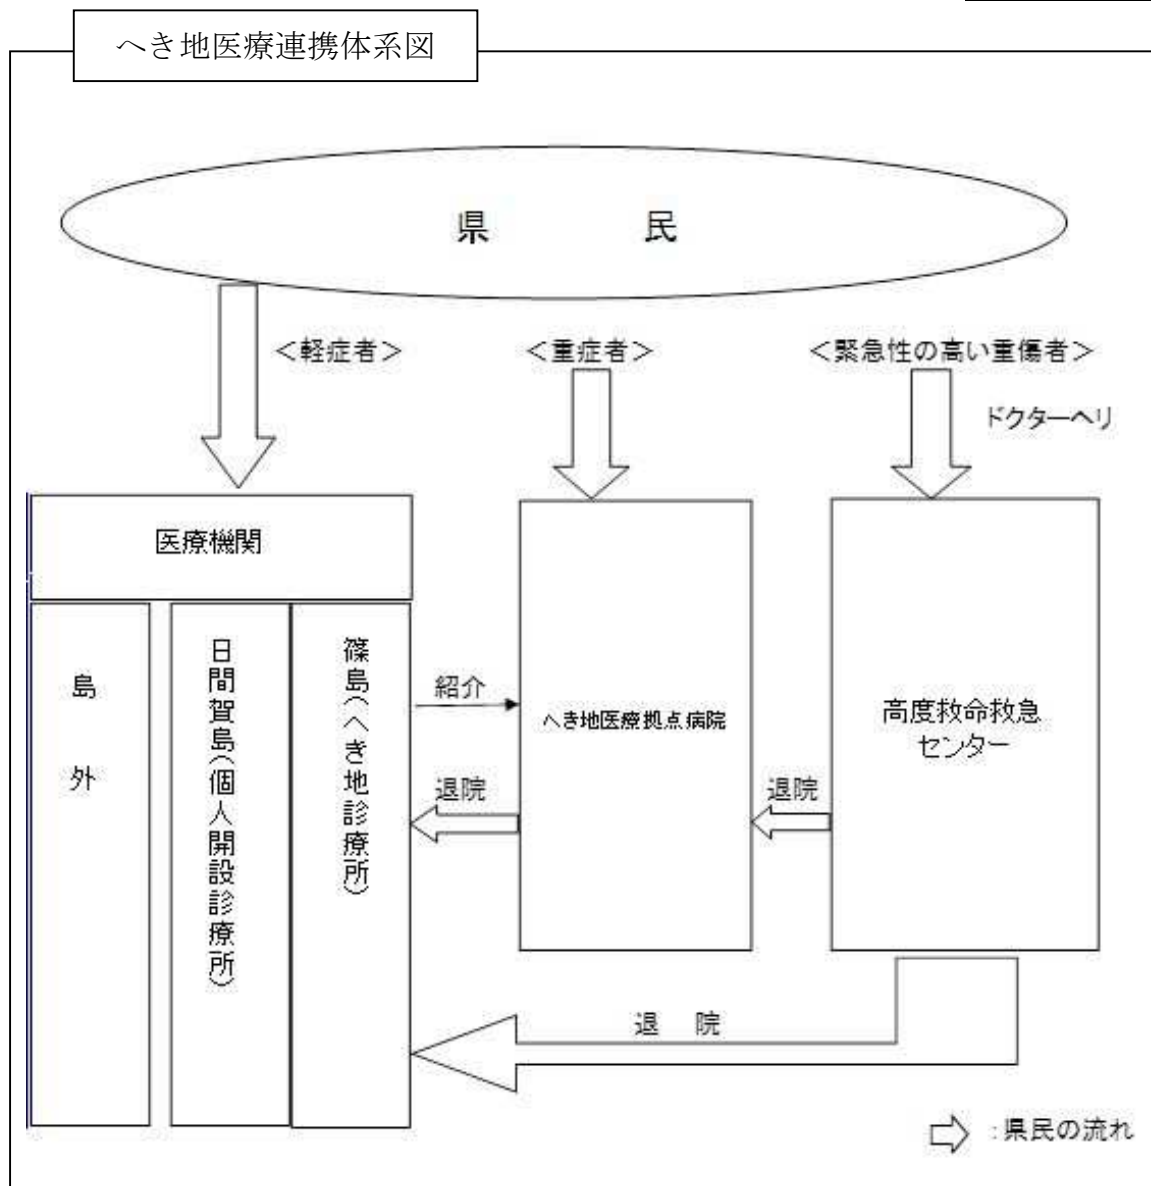 へき地医療連携体系図
県 民
＜軽症者＞
＜重症者＞
＜緊急性の高い重傷者＞
ドクターヘリ
医療機関
島外
日間賀島(個人開設診療所)
篠島(へき地診療所)
紹介
退院
へき地医療拠点病院
退院
高度救命救急
センター
退 院
:県民の流れ